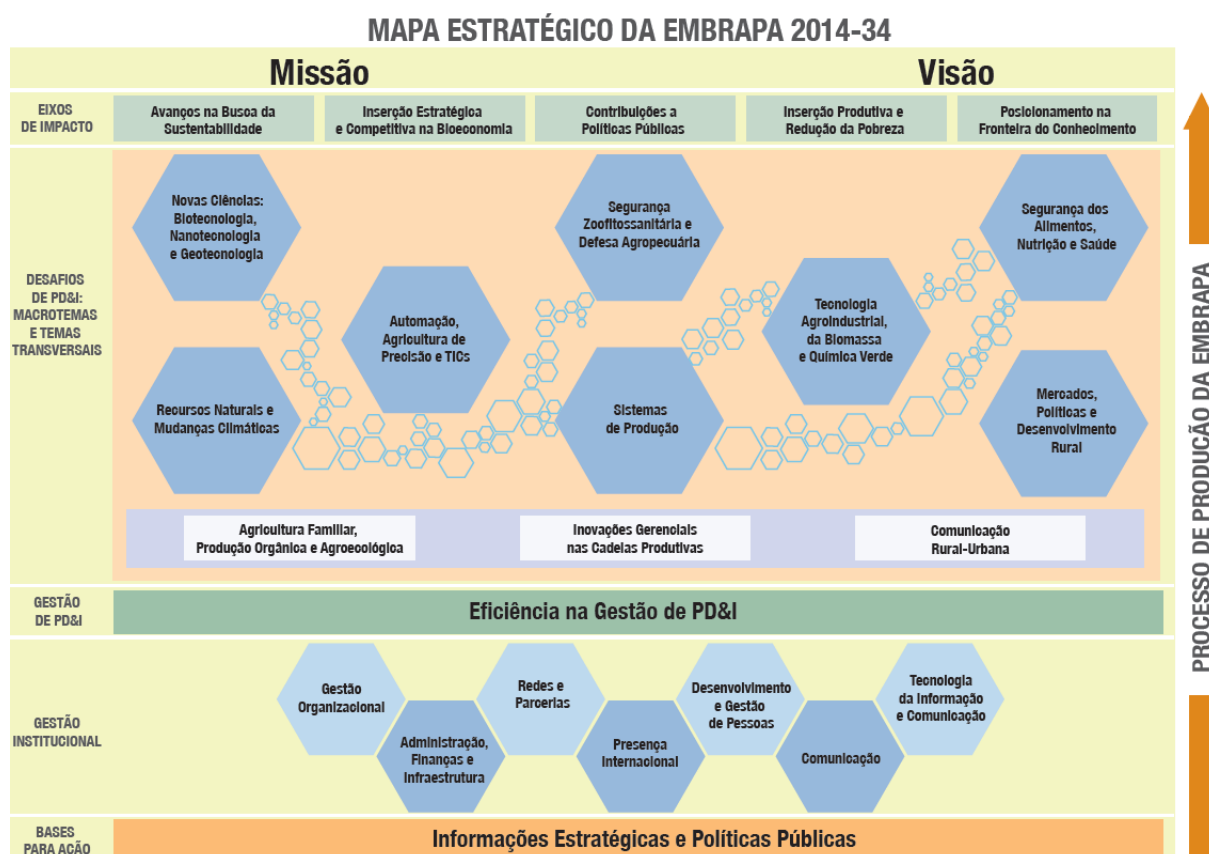 MAPA ESTRATÉGICO DA EMBRAPA 2014-34
Missão
Visão
EIXOS
DE IMPACTO
Avanços na Busca da
Sustentabilidade
Inserção Estratégica
e Competitiva na Bioeconomia
Contribuições a
Políticas Públicas
Inserção Produtiva e
Redução da Pobreza
Posicionamento na
Fronteira do Conhecimento
DESAFIOS
DE PD&I:
MACROTEMAS
E TEMAS
TRANSVERSAIS
Novas Ciências:
Biotecnologia,
Nanotecnologia
e Geotecnologia
Automação,
Agricultura de
Precisão e TICs
Segurança
Zoofitossanitária e
Defesa Agropecuária
Tecnologia
Agroindustrial,
da Biomassa
e Química Verde
Segurança dos
Alimentos,
Nutrição e Saúde
Recursos Naturais e
Mudanças Climáticas
Sistemas
de Produção
Mercados,
Políticas e
Desenvolvimento
Rural
Agricultura Familiar,
Produção Orgânica e Agroecológica
Inovações Gerenciais
nas Cadeias Produtivas
Comunicação
Rural-Urbana
GESTÃO
DE PD&I
Eficiência na Gestão de PD&I
GESTÃO
INSTITUCIONAL
Gestão
Organizacional
Administração,
Finanças e
Infraestrutura
Redes e
Parcerias
Presença
Internacional
Desenvolvimento
e Gestão
de Pessoas
Comunicação
Tecnologia
da Informação
e Comunicação
BASES
PARA AÇÃO
Informações Estratégicas e Políticas Públicas
PROCESSO DE PRODUÇÃO DA EMBRAPA